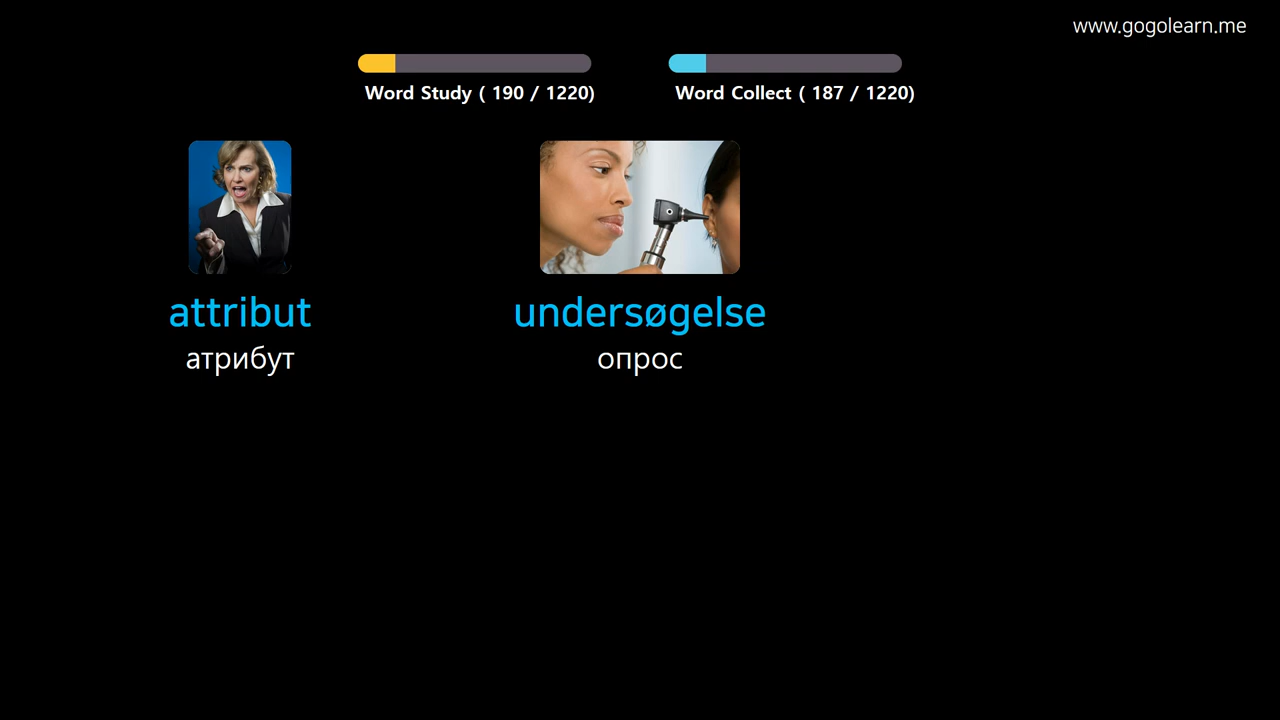 www.gogolearn.me
Word Study ( 190 / 1220)
Word Collect ( 187 / 1220)
attribut
атрибут
undersøgelse
опрос